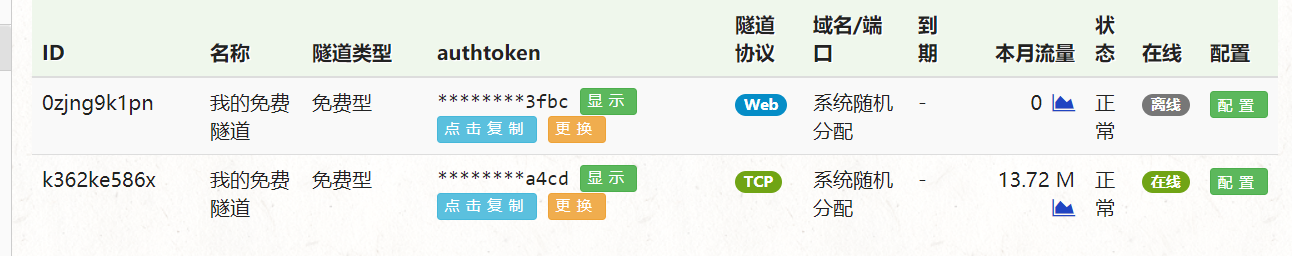 ID 名称 隧道类型 authtoken 隧道协议 域名/端口 到期 本月流量 状态 在线 配置
0zjng9k1pn 我的免费隧道 免费型 ********3fbc 显示 点击复制 更换 Web 系统随机分配 - 0 正常 离线 配置
k362ke586x 我的免费隧道 免费型 ********a4cd 显示 点击复制 更换 TCP 系统随机分配 - 13.72 M 正常 在线 配置